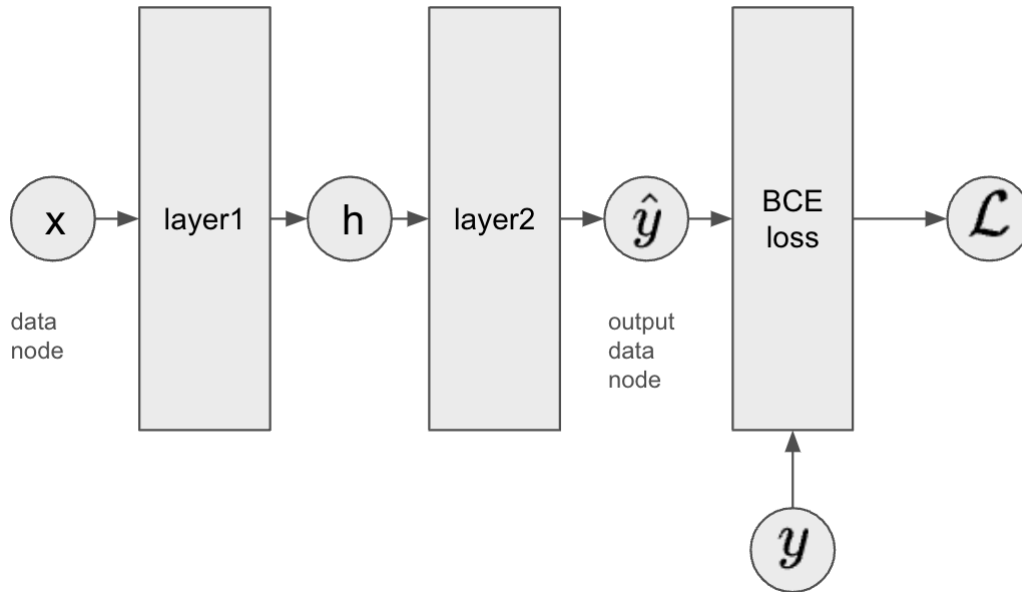 x
layer1
h
layer2
ŷ
BCE
loss
ℒ
data
node
output
data
node
y